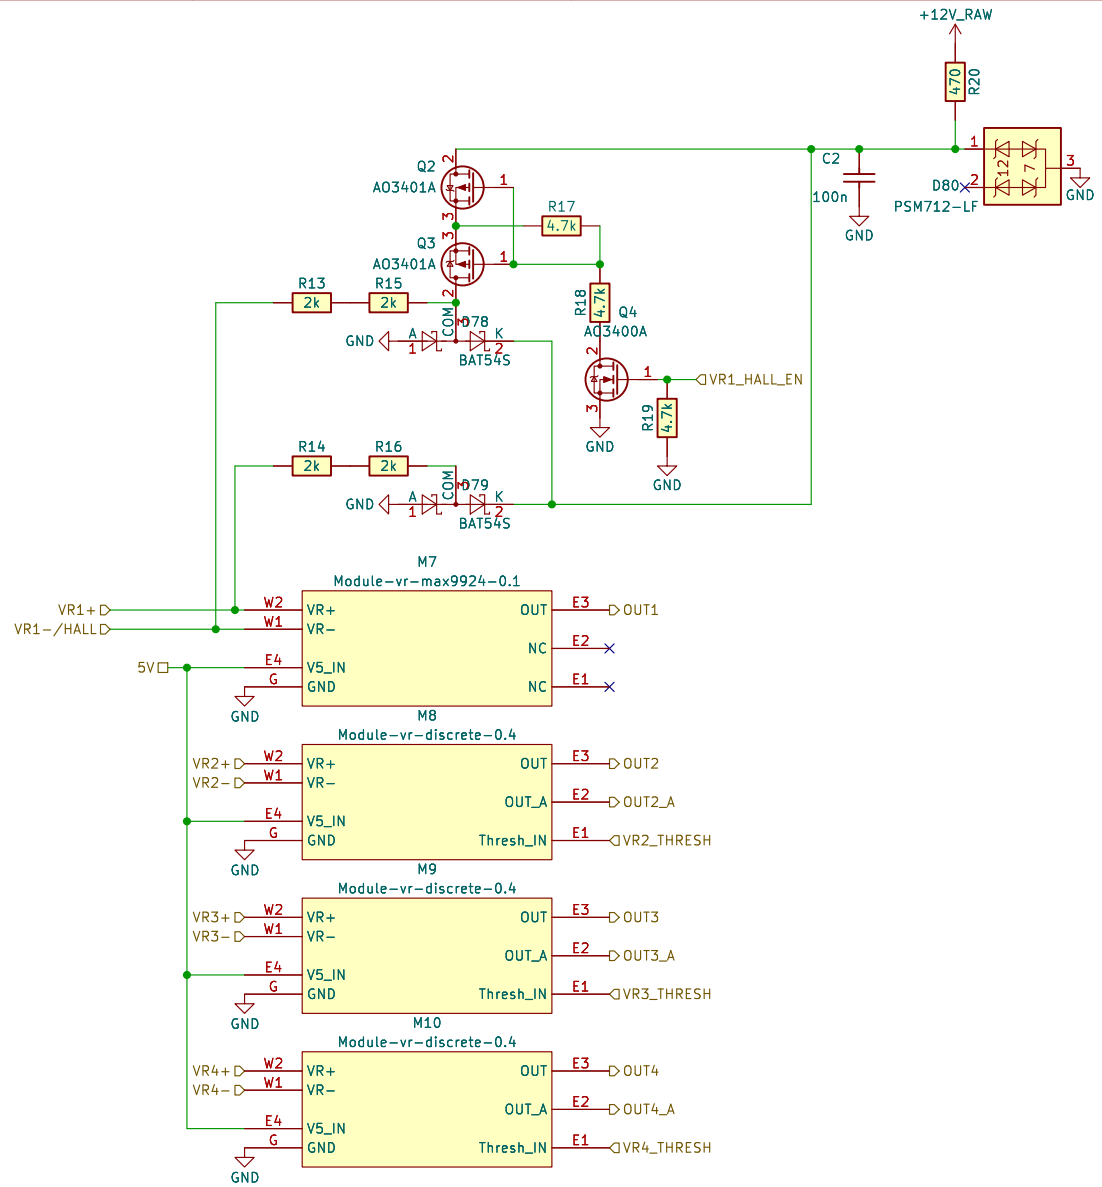 +12V_RAW
470
R20
C2
100n
GND
1
2
12
7
3
D80
PSM712-LF
GND
2
Q2
AO3401A
1
3
R17
4.7k
3
Q3
AO3401A
1
2
R13
2k
R15
2k
R18
4.7k
Q4
AO3400A
2
1
3
GND
VR1_HALL_EN
R19
4.7k
GND
GND
A
1
COM
3
D78
K
2
BAT54S
R14
2k
R16
2k
GND
A
1
COM
3
D79
K
2
BAT54S
M7
Module-vr-max9924-0.1
VR1+
W2
VR+
OUT
E3
OUT1
VR1-/HALL
W1
VR-
NC
E2
5V
E4
V5_IN
G
GND
NC
E1
GND
M8
Module-vr-discrete-0.4
VR2+
W2
VR+
OUT
E3
OUT2
VR2-
W1
VR-
OUT_A
E2
OUT2_A
E4
V5_IN
G
GND
Thresh_IN
E1
VR2_THRESH
GND
M9
Module-vr-discrete-0.4
VR3+
W2
VR+
OUT
E3
OUT3
VR3-
W1
VR-
OUT_A
E2
OUT3_A
E4
V5_IN
G
GND
Thresh_IN
E1
VR3_THRESH
GND
M10
Module-vr-discrete-0.4
VR4+
W2
VR+
OUT
E3
OUT4
VR4-
W1
VR-
OUT_A
E2
OUT4_A
E4
V5_IN
G
GND
Thresh_IN
E1
VR4_THRESH
GND